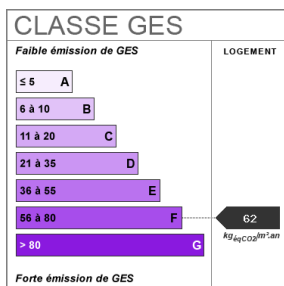 CLASSE GES
Faible émission de GES
LOGEMENT
≤ 5 A
6 à 10 B
11 à 20 C
21 à 35 D
36 à 55 E
56 à 80 F
62
kgéqCO2/m².an
> 80 G
Forte émission de GES